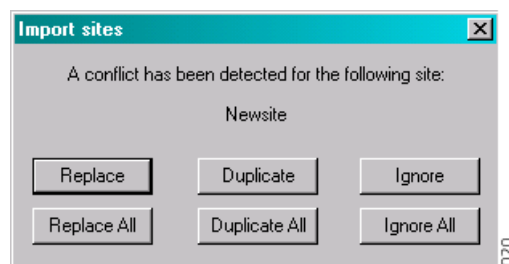 Import sites
A conflict has been detected for the following site:
Newsite
Replace Duplicate Ignore
Replace All Duplicate All Ignore All